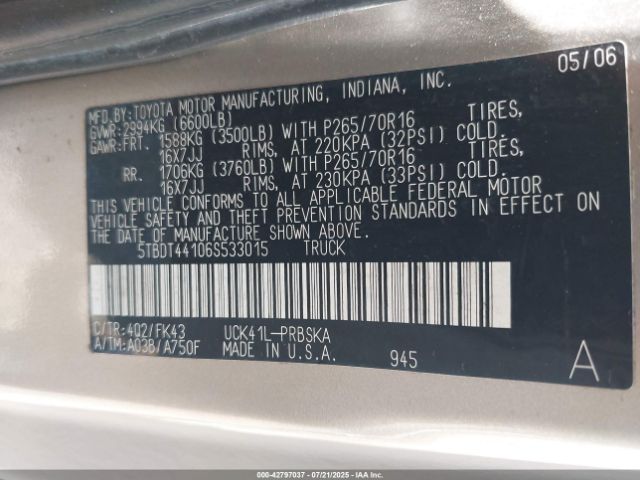 05/06
MFD.BY:TOYOTA MOTOR MANUFACTURING, INDIANA, INC.
GVWR:2994KG (6600LB)
GAWR:FRT. 1588KG (3500LB) WITH P265/70R16 TIRES,
16X7JJ RIMS, AT 220KPA (32PSI) COLD.
RR. 1706KG (3760LB) WITH P265/70R16 TIRES,
16X7JJ RIMS, AT 230KPA (33PSI) COLD.
THIS VEHICLE CONFORMS TO ALL APPLICABLE FEDERAL MOTOR
VEHICLE SAFETY AND THEFT PREVENTION STANDARDS IN EFFECT ON
THE DATE OF MANUFACTURE SHOWN ABOVE.
5TBDT44106S533015 TRUCK
C/TR:402/FK43 UCK41L-PRBSKA
A/TM:A03B/A750F MADE IN U.S.A. 945 A
000-42797037 - 07/21/2025 - IAAI.COM